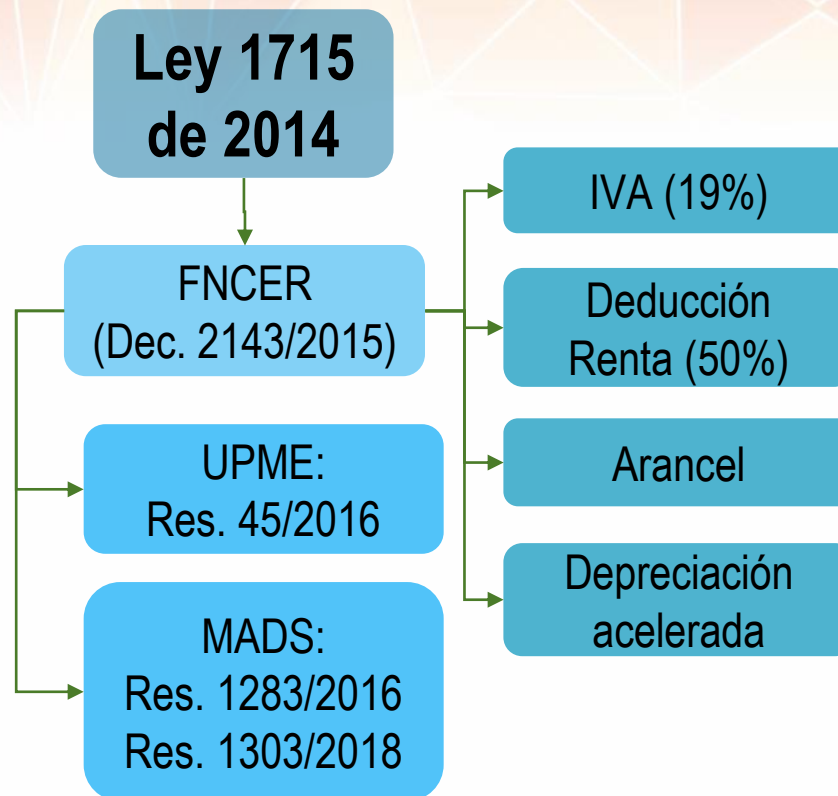 Ley 1715
de 2014
FNCER
(Dec. 2143/2015)
UPME:
Res. 45/2016
MADS:
Res. 1283/2016
Res. 1303/2018
IVA (19%)
Deducción
Renta (50%)
Arancel
Depreciación
acelerada